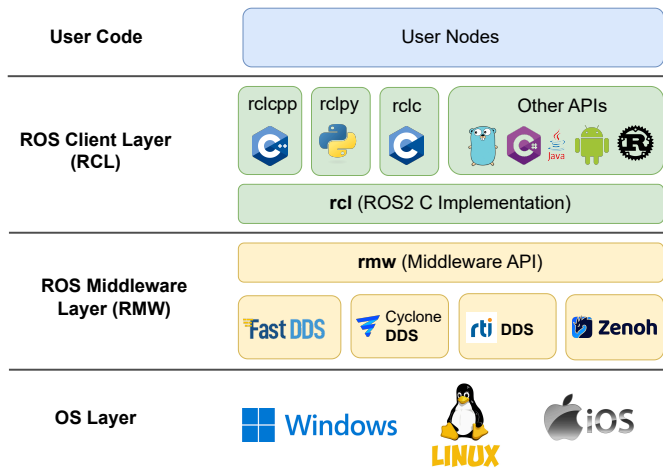 User Code
User Nodes
ROS Client Layer
(RCL)
rclcpp
rclpy
rclc
Other APIs
C++
C
C#
Java
R
rcl (ROS2 C Implementation)
ROS Middleware
Layer (RMW)
rmw (Middleware API)
Fast DDS
Cyclone
DDS
rti DDS
Zenoh
OS Layer
Windows
LINUX
iOS